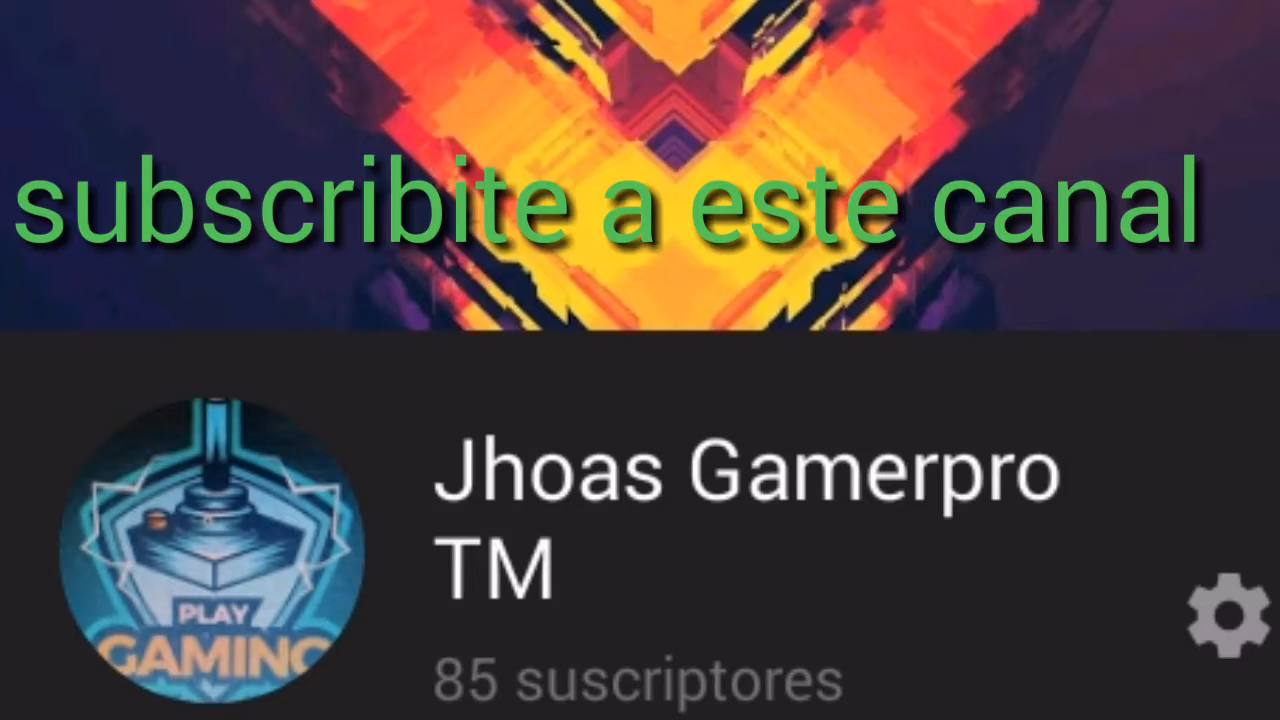 subscribite a este canal
Jhoas Gamerpro
TM
85 suscriptores
PLAY
GAMING